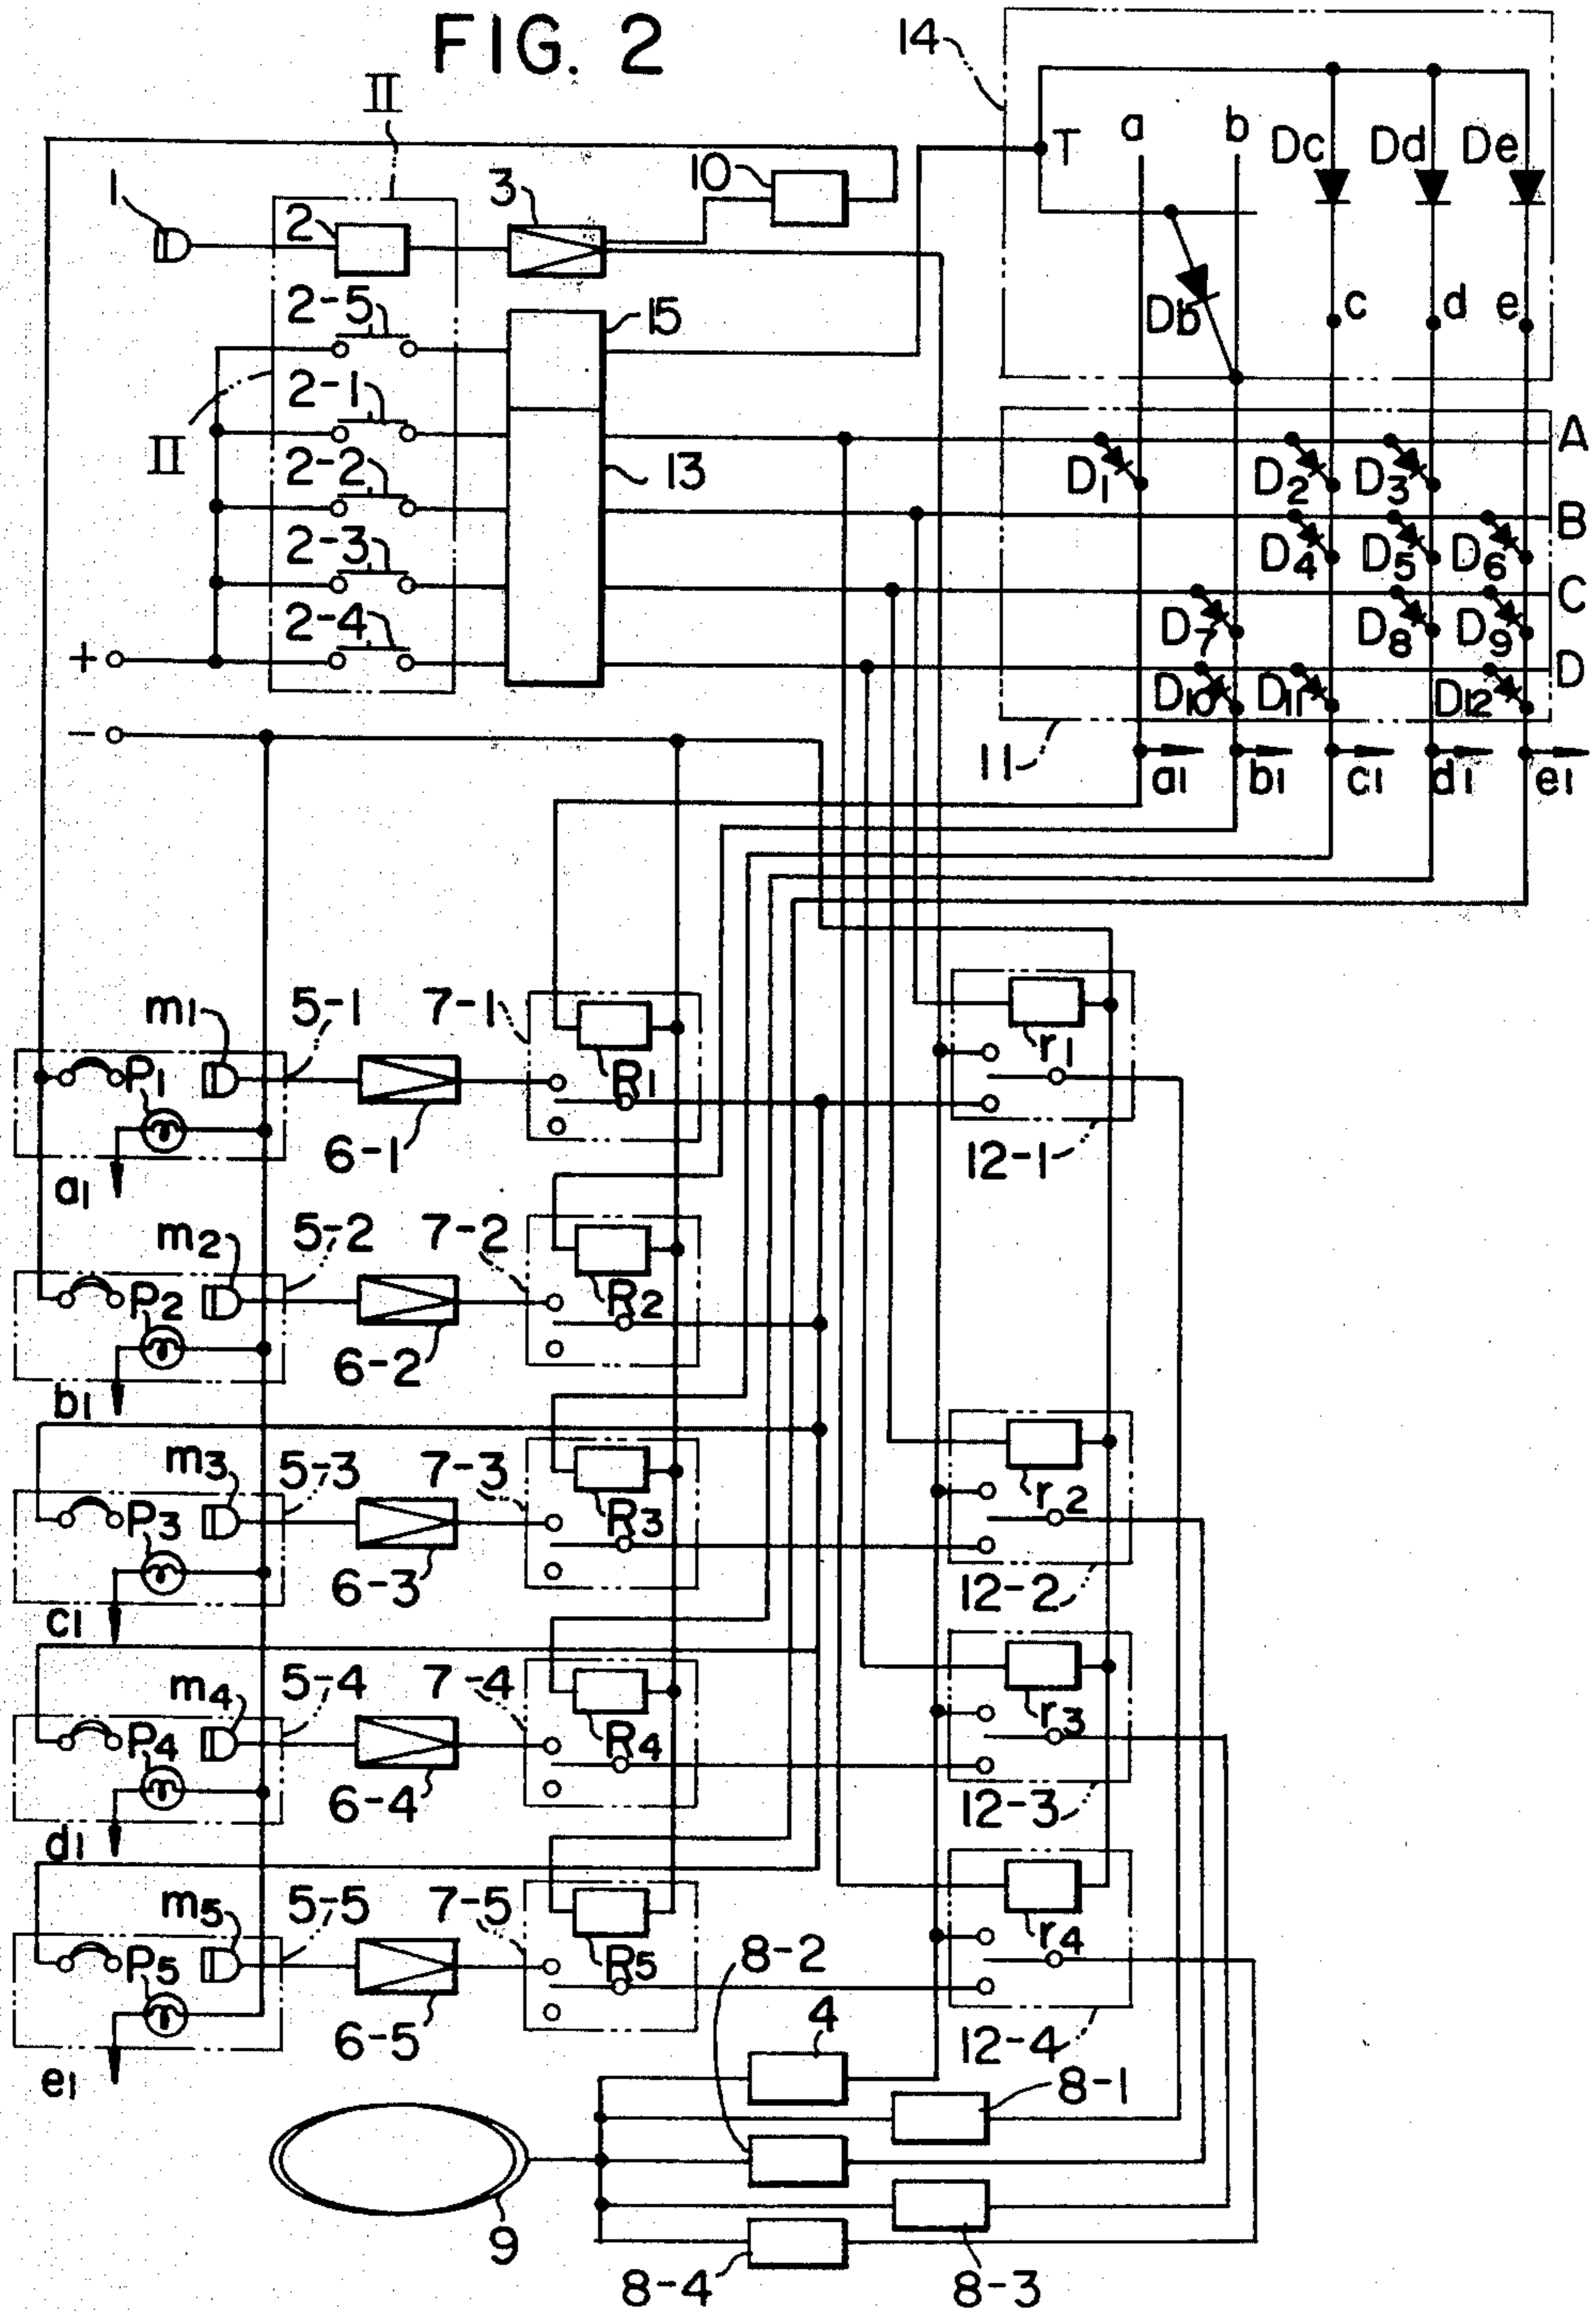 FIG. 2
14
II
T a b Dc Dd De
10
1
2
3
2-5
15
Db
c d e
2-1
II
A
2-2
13
D1 D2 D3
B
2-3
D4 D5 D6
C
2-4
D7 D8 D9
+
D
D10 D11 D12
-
11
a1 b1 c1 d1 e1
m1
5-1
7-1
P1
R1
r1
6-1
12-1
a1
m2
5-2
7-2
P2
R2
6-2
b1
m3
5-3
7-3
P3
R3
r2
6-3
12-2
c1
m4
5-4
7-4
P4
R4
r3
6-4
12-3
d1
m5
5-5
7-5
P5
R5
8-2
r4
6-5
4
12-4
e1
8-1
9
8-4
8-3